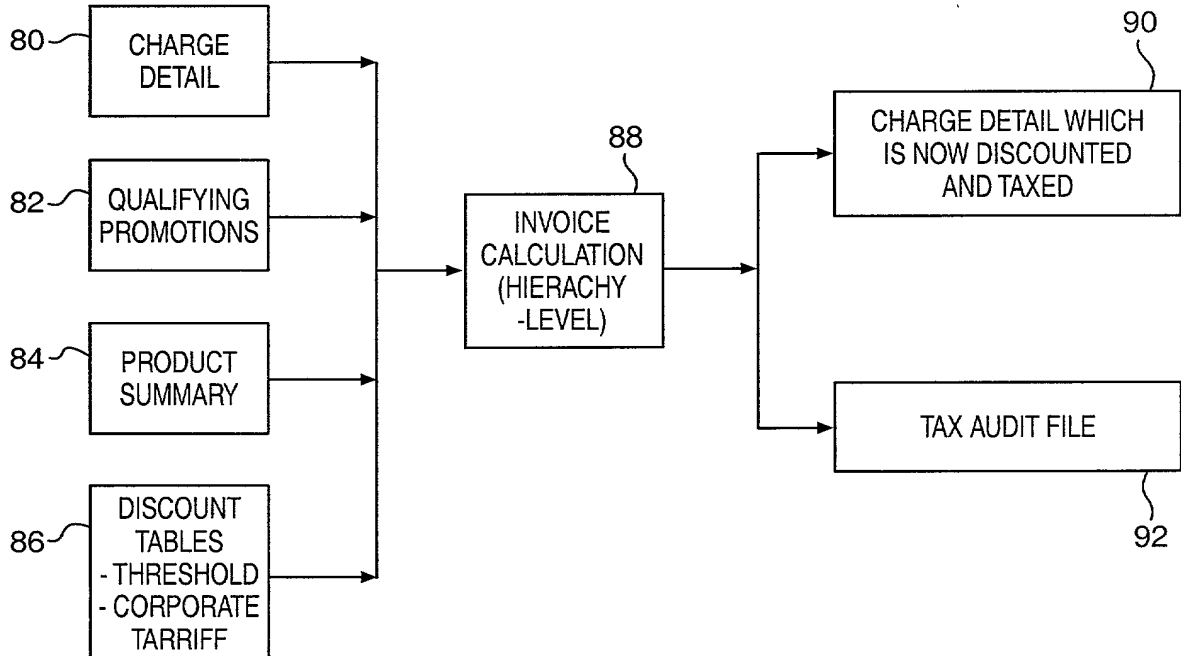 80
CHARGE
DETAIL
82
QUALIFYING
PROMOTIONS
84
PRODUCT
SUMMARY
86
DISCOUNT
TABLES
- THRESHOLD
- CORPORATE
TARRIFF
88
INVOICE
CALCULATION
(HIERACHY
-LEVEL)
90
CHARGE DETAIL WHICH
IS NOW DISCOUNTED
AND TAXED
TAX AUDIT FILE
92